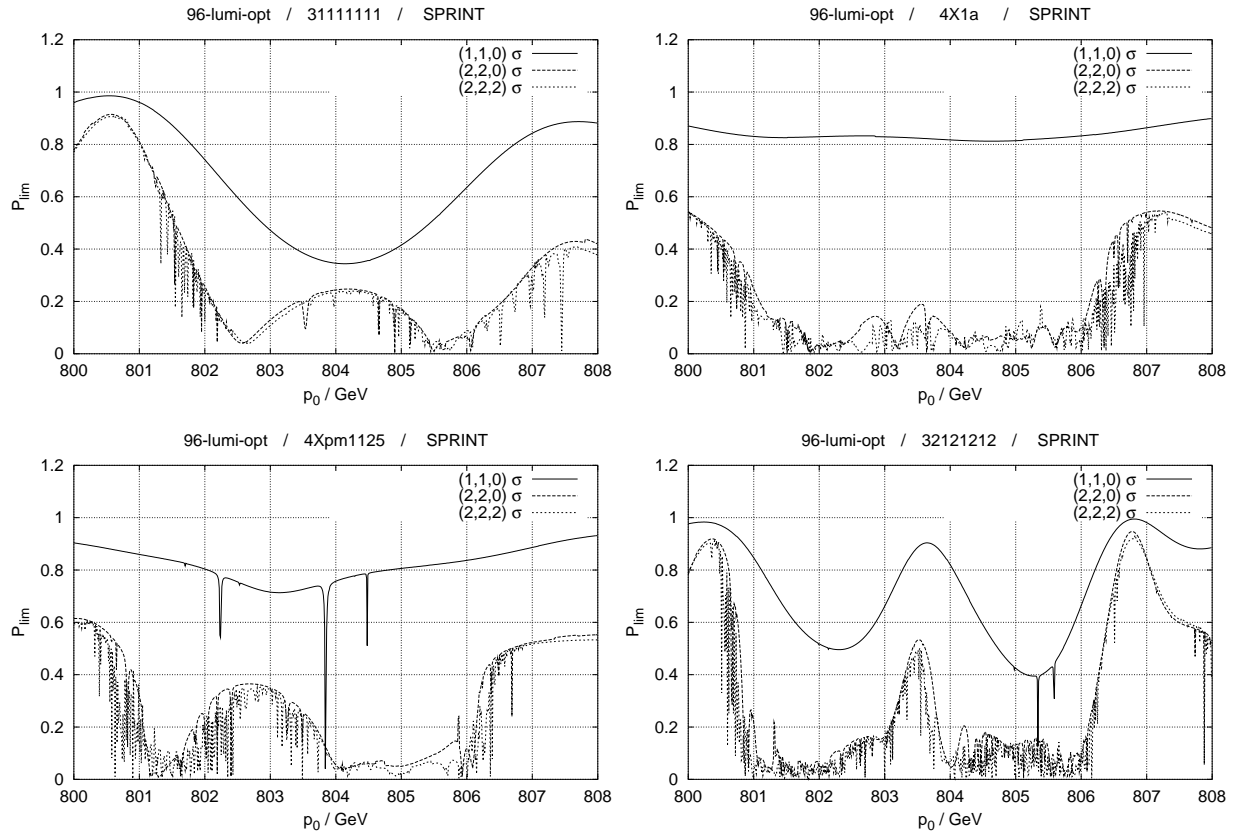 96-lumi-opt / 31111111 / SPRINT
(1,1,0) σ
(2,2,0) σ
(2,2,2) σ
P_lim
1.2
1
0.8
0.6
0.4
0.2
0
800 801 802 803 804 805 806 807 808
p_0 / GeV
96-lumi-opt / 4X1a / SPRINT
(1,1,0) σ
(2,2,0) σ
(2,2,2) σ
P_lim
1.2
1
0.8
0.6
0.4
0.2
0
800 801 802 803 804 805 806 807 808
p_0 / GeV
96-lumi-opt / 4Xpm1125 / SPRINT
(1,1,0) σ
(2,2,0) σ
(2,2,2) σ
P_lim
1.2
1
0.8
0.6
0.4
0.2
0
800 801 802 803 804 805 806 807 808
p_0 / GeV
96-lumi-opt / 32121212 / SPRINT
(1,1,0) σ
(2,2,0) σ
(2,2,2) σ
P_lim
1.2
1
0.8
0.6
0.4
0.2
0
800 801 802 803 804 805 806 807 808
p_0 / GeV